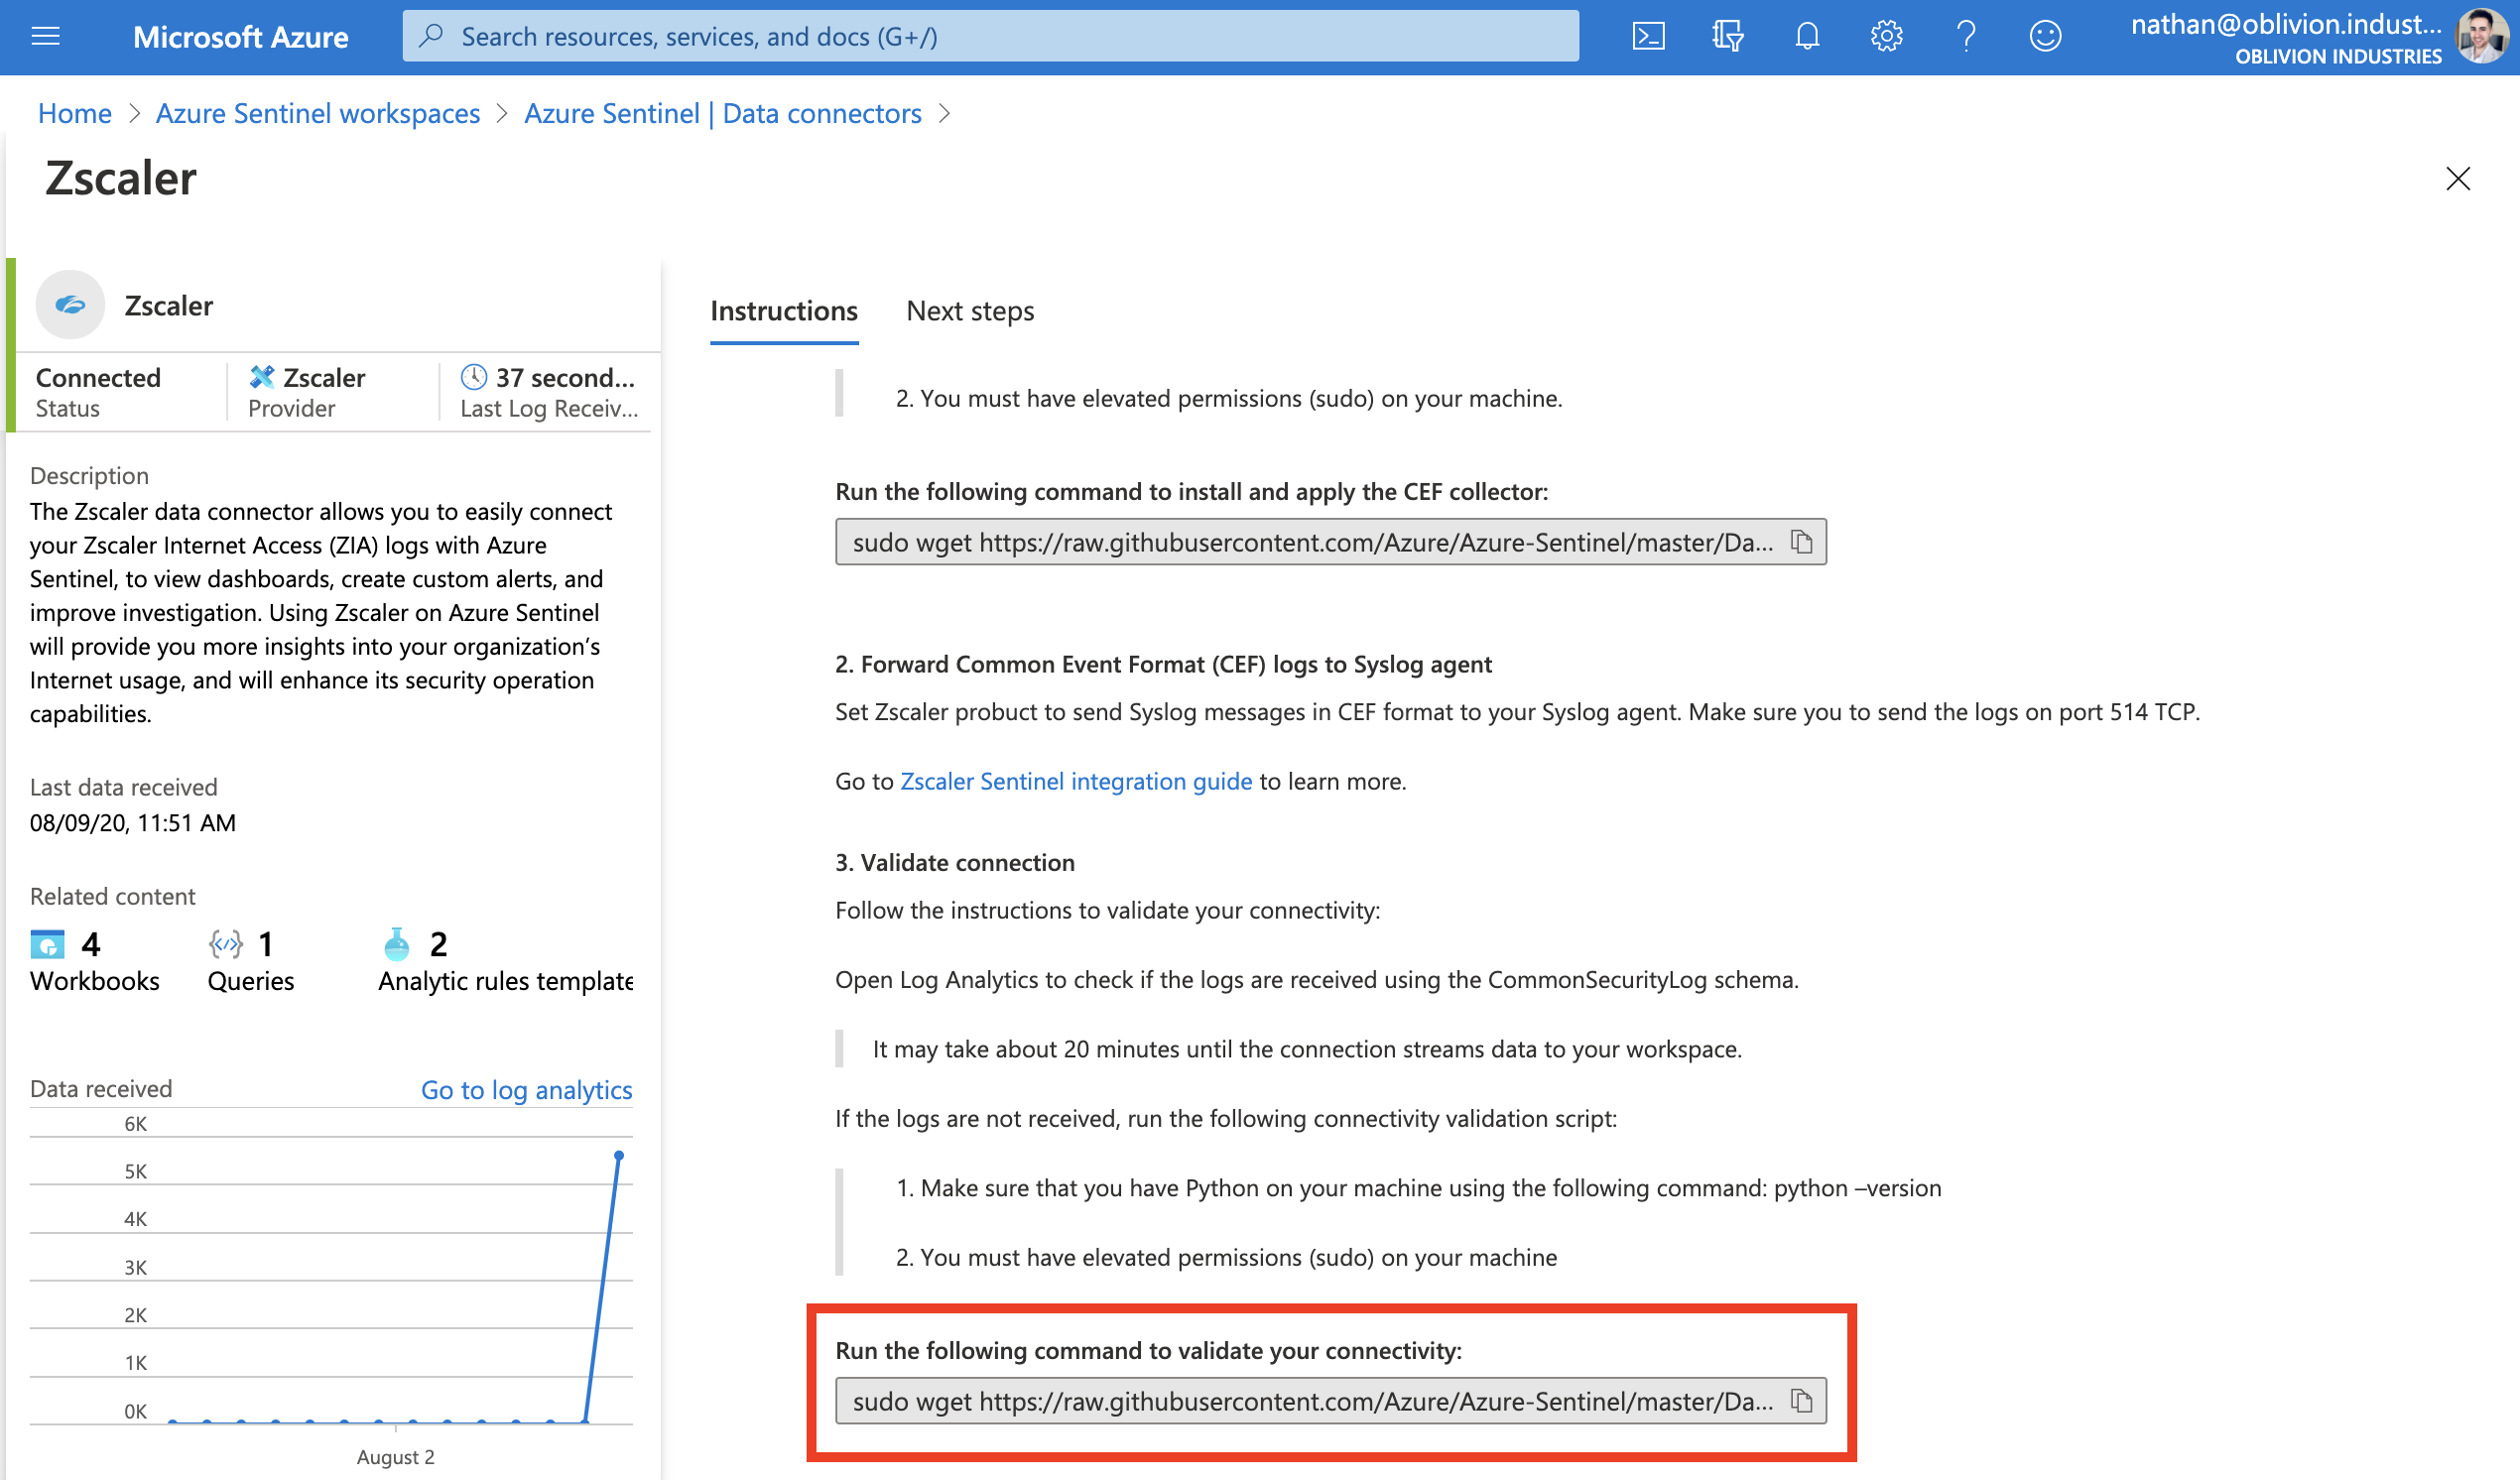 Microsoft Azure
Search resources, services, and docs (G+/)
nathan@oblivion.indust...
OBLIVION INDUSTRIES
Home > Azure Sentinel workspaces > Azure Sentinel | Data connectors >
Zscaler
Zscaler
Connected
Status
Zscaler
Provider
37 second...
Last Log Receiv...
Description
The Zscaler data connector allows you to easily connect
your Zscaler Internet Access (ZIA) logs with Azure
Sentinel, to view dashboards, create custom alerts, and
improve investigation. Using Zscaler on Azure Sentinel
will provide you more insights into your organization’s
Internet usage, and will enhance its security operation
capabilities.
Last data received
08/09/20, 11:51 AM
Related content
4
Workbooks
1
Queries
2
Analytic rules template
Data received
Go to log analytics
6K
5K
4K
3K
2K
1K
0K
August 2
Instructions
Next steps
2. You must have elevated permissions (sudo) on your machine.
Run the following command to install and apply the CEF collector:
sudo wget https://raw.githubusercontent.com/Azure/Azure-Sentinel/master/Da...
2. Forward Common Event Format (CEF) logs to Syslog agent
Set Zscaler probuct to send Syslog messages in CEF format to your Syslog agent. Make sure you to send the logs on port 514 TCP.
Go to Zscaler Sentinel integration guide to learn more.
3. Validate connection
Follow the instructions to validate your connectivity:
Open Log Analytics to check if the logs are received using the CommonSecurityLog schema.
It may take about 20 minutes until the connection streams data to your workspace.
If the logs are not received, run the following connectivity validation script:
1. Make sure that you have Python on your machine using the following command: python –version
2. You must have elevated permissions (sudo) on your machine
Run the following command to validate your connectivity:
sudo wget https://raw.githubusercontent.com/Azure/Azure-Sentinel/master/Da...